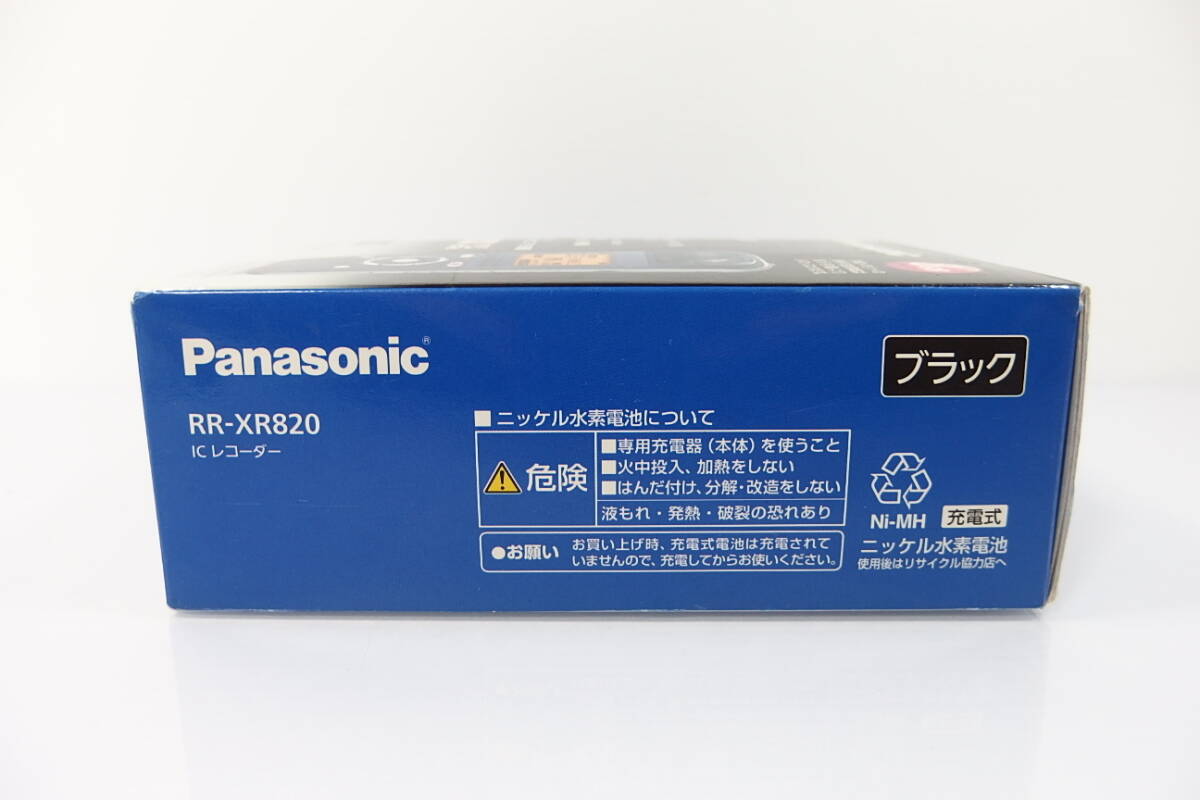 Panasonic®
RR-XR820
ICレコーダー
ブラック
■ニッケル水素電池について
危険
■専用充電器(本体)を使うこと
■火中投入、加熱をしない
■はんだ付け、分解・改造をしない
液もれ・発熱・破裂の恐れあり
●お願い
お買い上げ時、充電式電池は充電されて
いませんので、充電してからお使いください。
Ni-MH 充電式
ニッケル水素電池
使用後はリサイクル協力店へ